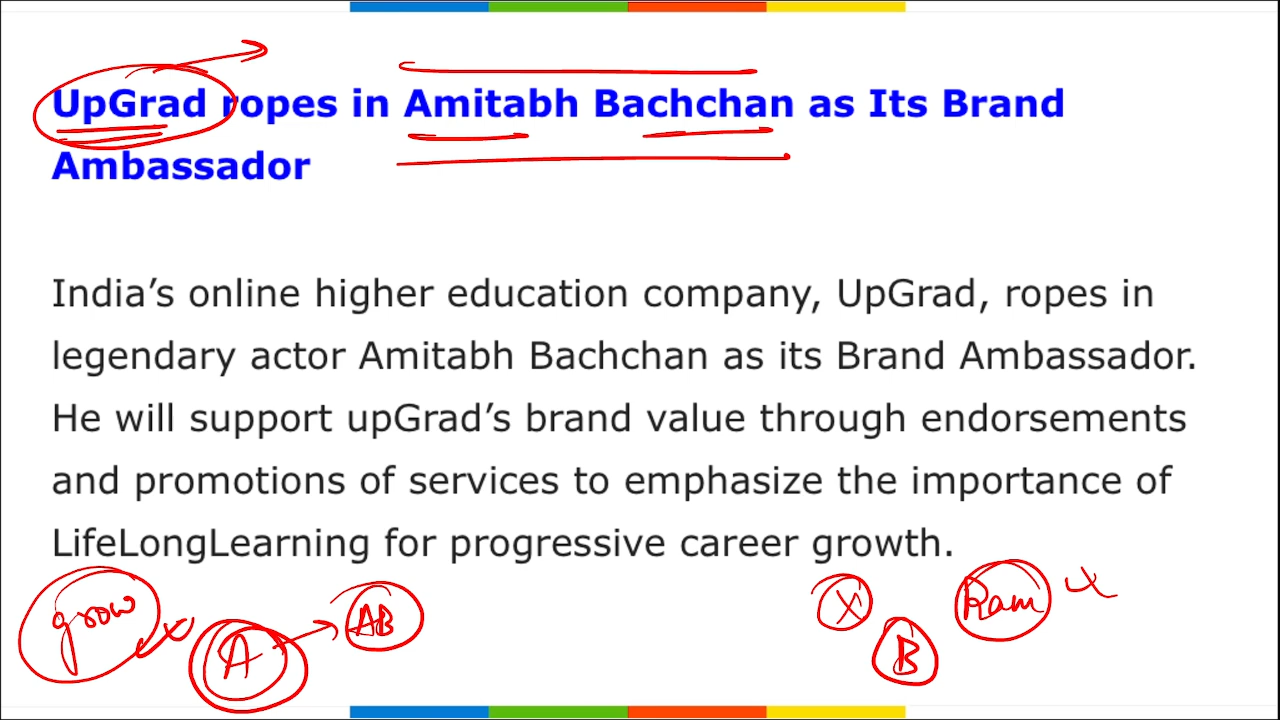 UpGrad ropes in Amitabh Bachchan as Its Brand
Ambassador
India’s online higher education company, UpGrad, ropes in
legendary actor Amitabh Bachchan as its Brand Ambassador.
He will support upGrad’s brand value through endorsements
and promotions of services to emphasize the importance of
LifeLongLearning for progressive career growth.
grow A AB X B Ram